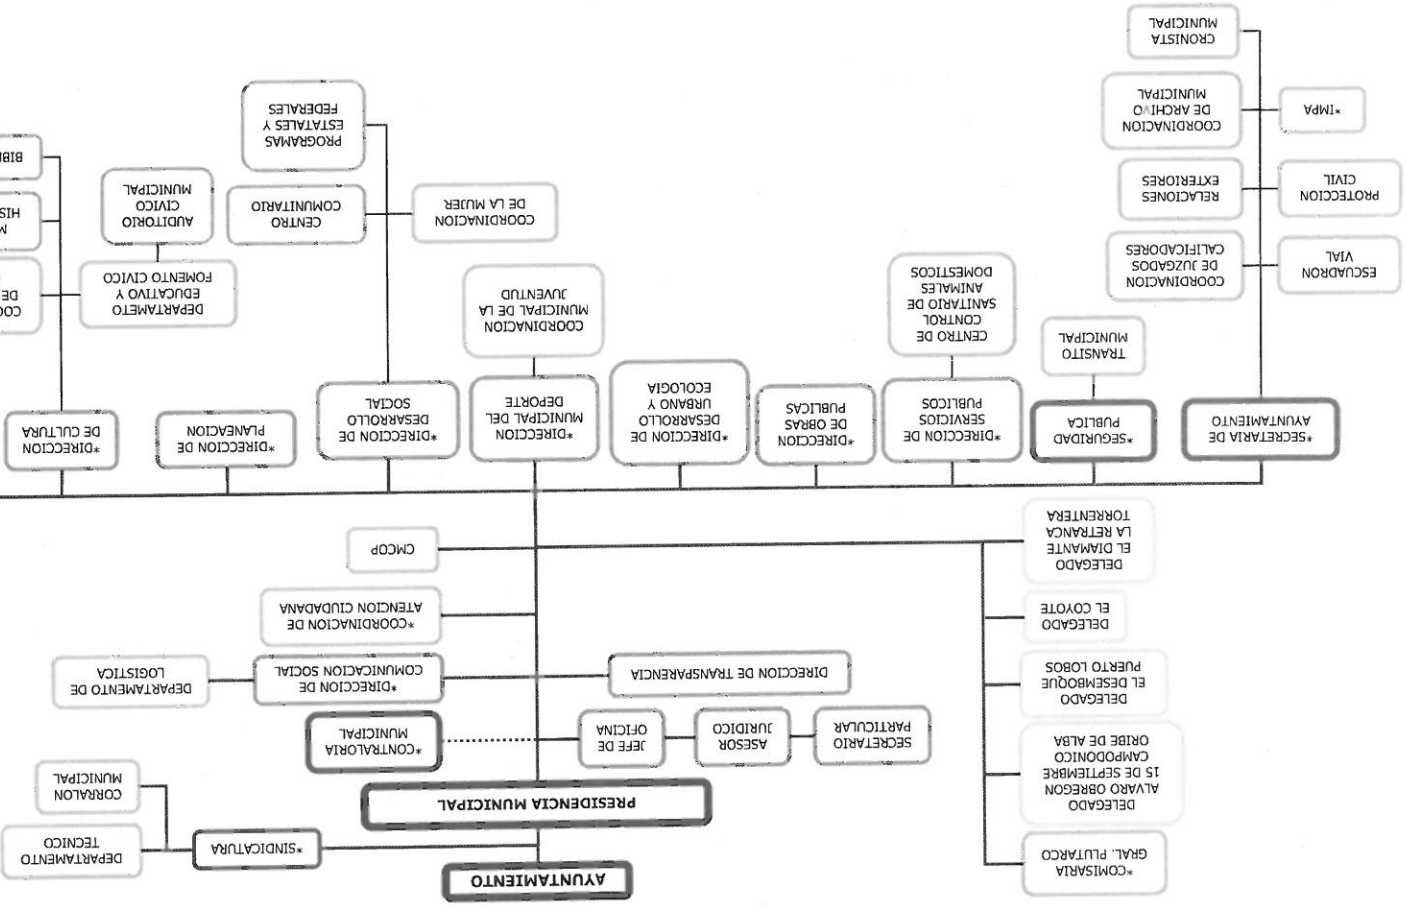 AYUNTAMIENTO
*SINDICATURA
DEPARTAMENTO
TECNICO
CORRALON
MUNICIPAL
PRESIDENCIA MUNICIPAL
*COMISARIA
GRAL. PLUTARCO
DELEGADO
ALVARO OBREGON
15 DE SEPTIEMBRE
CAMPODONICO
ORIBE DE ALBA
DELEGADO
EL DESEMBOQUE
PUERTO LOBOS
DELEGADO
EL COYOTE
DELEGADO
EL DIAMANTE
LA RETRANCA
TORRENTERA
SECRETARIO
PARTICULAR
ASESOR
JURIDICO
JEFE DE
OFICINA
*CONTRALORIA
MUNICIPAL
DIRECCION DE TRANSPARENCIA
*DIRECCION DE
COMUNICACION SOCIAL
DEPARTAMENTO DE
LOGISTICA
*COORDINACION DE
ATENCION CIUDADANA
CMCOP
*SECRETARIA DE
AYUNTAMIENTO
ESCUADRON
VIAL
COORDINACION
DE JUZGADOS
CALIFICADORES
PROTECCION
CIVIL
RELACIONES
EXTERIORES
*IMPA
COORDINACION
DE ARCHIVO
MUNICIPAL
CRONISTA
MUNICIPAL
*SEGURIDAD
PUBLICA
TRANSITO
MUNICIPAL
*DIRECCION DE
SERVICIOS
PUBLICOS
CENTRO DE
CONTROL
SANITARIO DE
ANIMALES
DOMESTICOS
*DIRECCION
DE OBRAS
PUBLICAS
*DIRECCION DE
DESARROLLO
URBANO Y
ECOLOGIA
*DIRECCION
MUNICIPAL DEL
DEPORTE
COORDINACION
MUNICIPAL DE LA
JUVENTUD
*DIRECCION DE
DESARROLLO
SOCIAL
COORDINACION
DE LA MUJER
CENTRO
COMUNITARIO
PROGRAMAS
ESTATALES Y
FEDERALES
*DIRECCION DE
PLANEACION
*DIRECCION
DE CULTURA
DEPARTAMETO
EDUCATIVO Y
FOMENTO CIVICO
AUDITORIO
CIVICO
MUNICIPAL